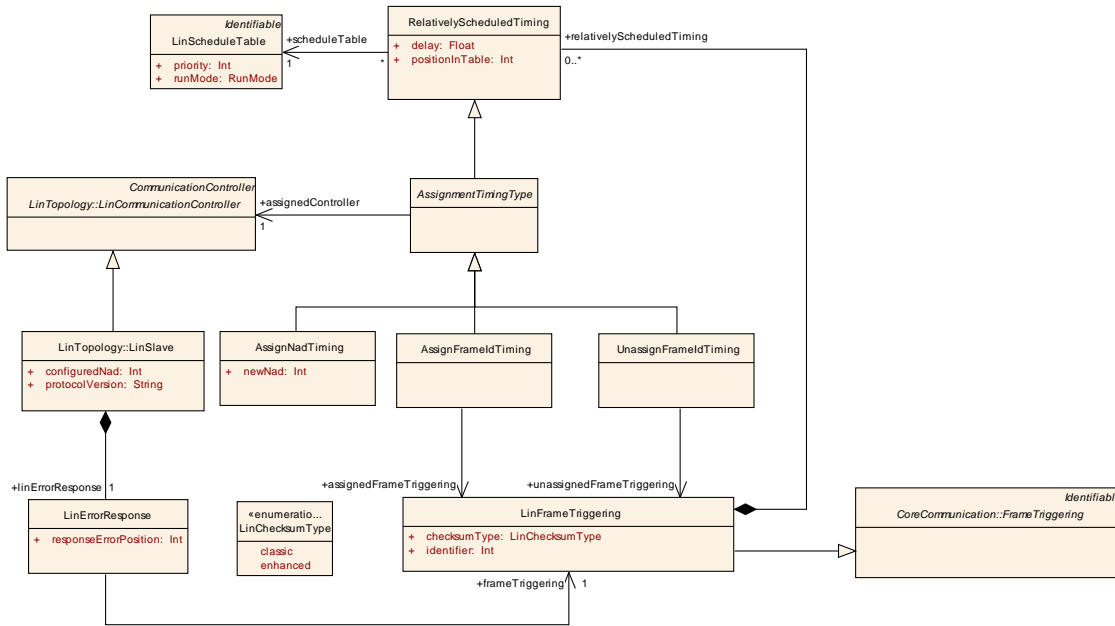 Identifiable
LinScheduleTable
+ priority: Int
+ runMode: RunMode
+scheduleTable
1
*
RelativelyScheduledTiming
+ delay: Float
+ positionInTable: Int
+relativelyScheduledTiming
0..*
CommunicationController
LinTopology::LinCommunicationController
+assignedController
1
AssignmentTimingType
LinTopology::LinSlave
+ configuredNad: Int
+ protocolVersion: String
AssignNadTiming
+ newNad: Int
AssignFrameIdTiming
UnassignFrameIdTiming
+linErrorResponse 1
+assignedFrameTriggering
+unassignedFrameTriggering
LinErrorResponse
+ responseErrorPosition: Int
«enumeratio...
LinChecksumType
classic
enhanced
LinFrameTriggering
+ checksumType: LinChecksumType
+ identifier: Int
Identifiabl
CoreCommunication::FrameTriggering
+frameTriggering 1